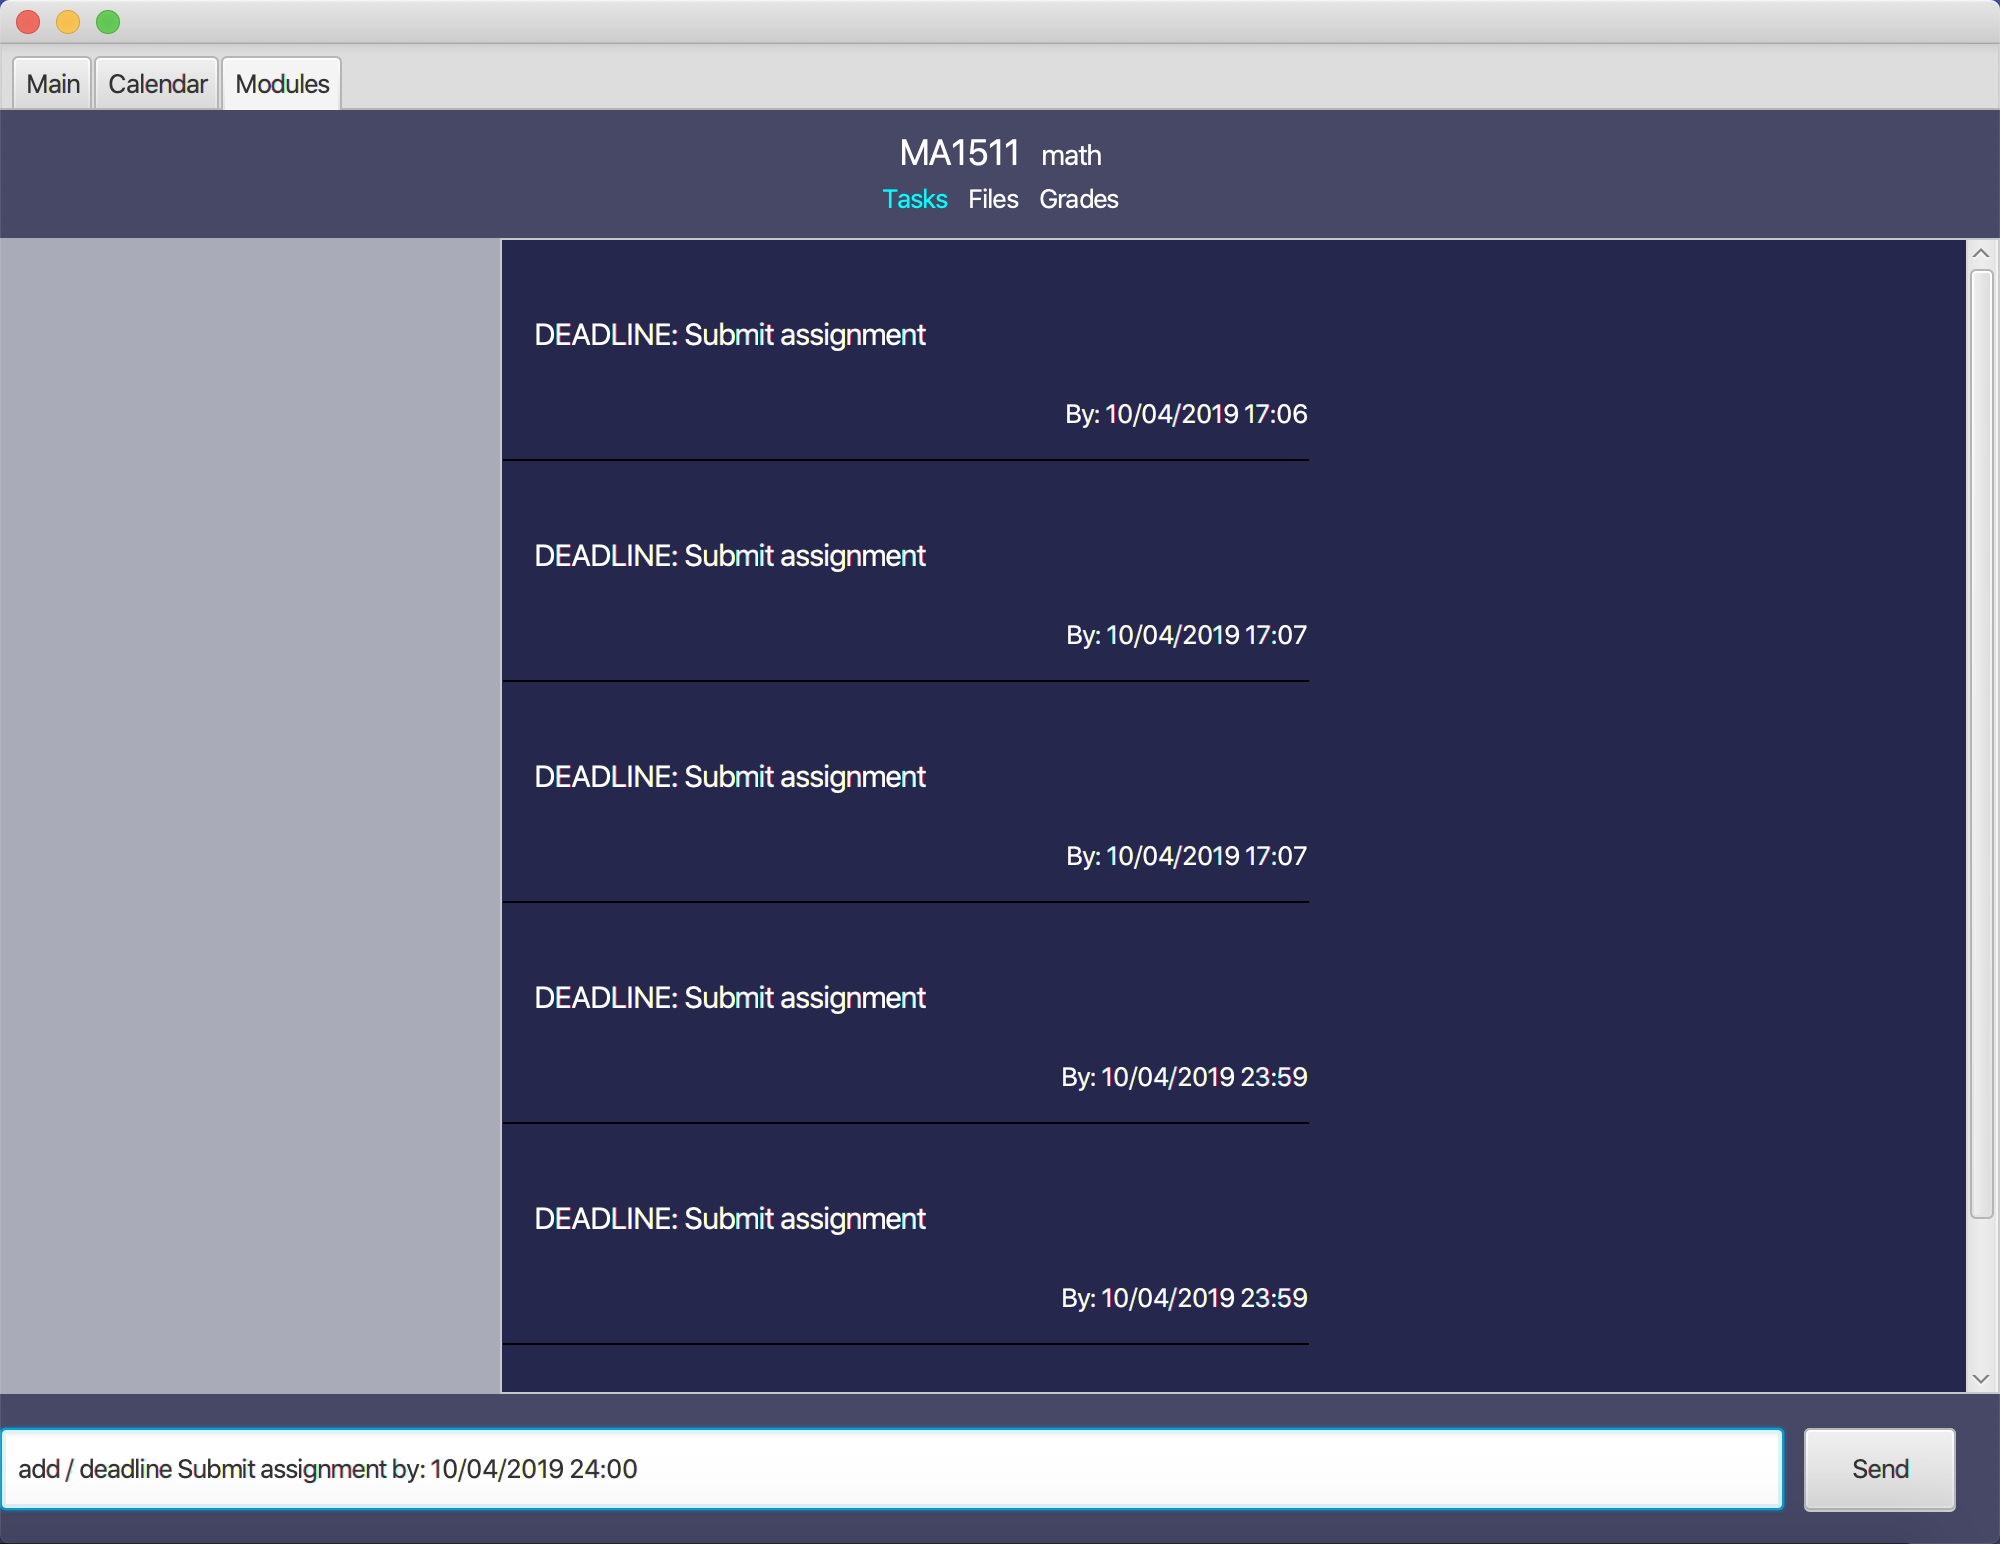 Main Calendar Modules
MA1511 math
Tasks Files Grades
DEADLINE: Submit assignment
By: 10/04/2019 17:06
DEADLINE: Submit assignment
By: 10/04/2019 17:07
DEADLINE: Submit assignment
By: 10/04/2019 17:07
DEADLINE: Submit assignment
By: 10/04/2019 23:59
DEADLINE: Submit assignment
By: 10/04/2019 23:59
add / deadline Submit assignment by: 10/04/2019 24:00 Send